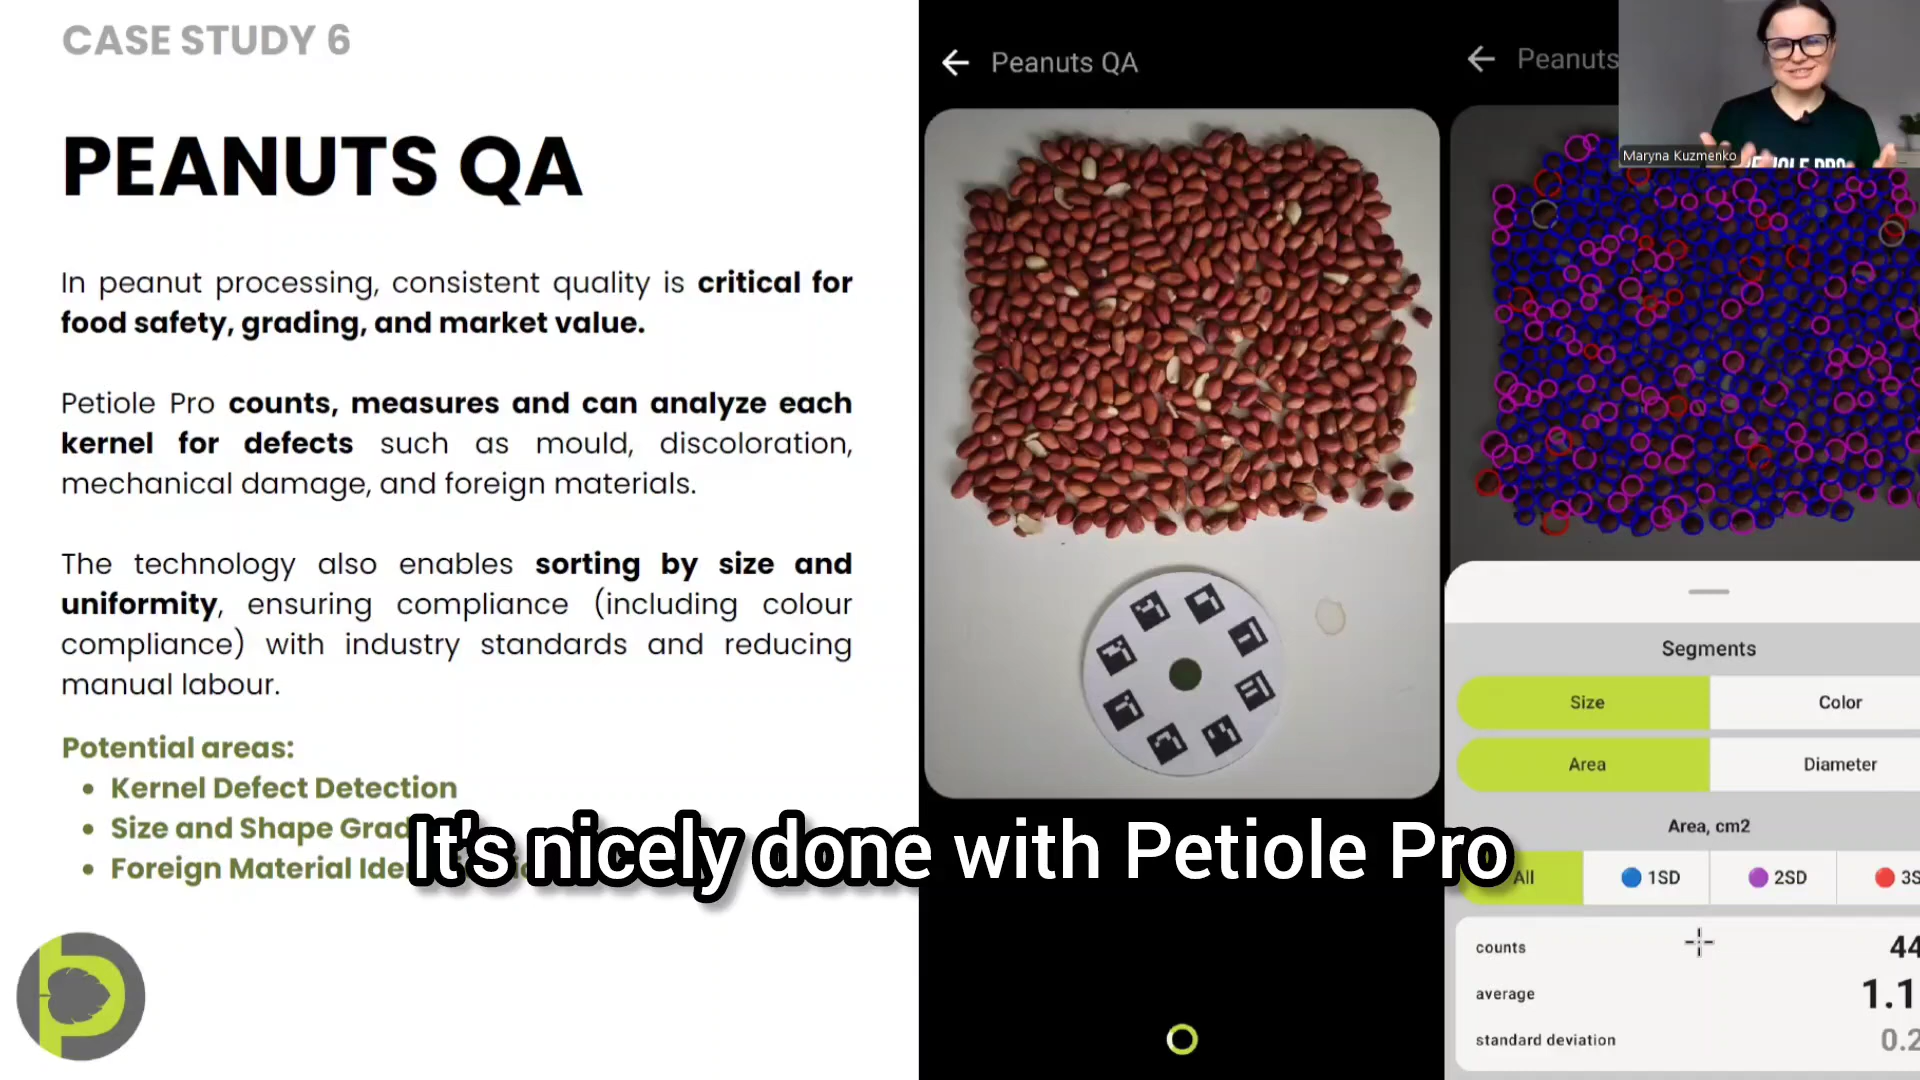 CASE STUDY 6
PEANUTS QA
In peanut processing, consistent quality is critical for
food safety, grading, and market value.
Petiole Pro counts, measures and can analyze each
kernel for defects such as mould, discoloration,
mechanical damage, and foreign materials.
The technology also enables sorting by size and
uniformity, ensuring compliance (including colour
compliance) with industry standards and reducing
manual labour.
Potential areas:
Kernel Defect Detection
Size and Shape Grad
Foreign Material Ide
Peanuts QA
Peanuts
Maryna Kuzmenko
Segments
Size
Color
Area
Diameter
Area, cm2
All
1SD
2SD
3S
counts
44
average
1.1
standard deviation
0.2
It's nicely done with Petiole Pro